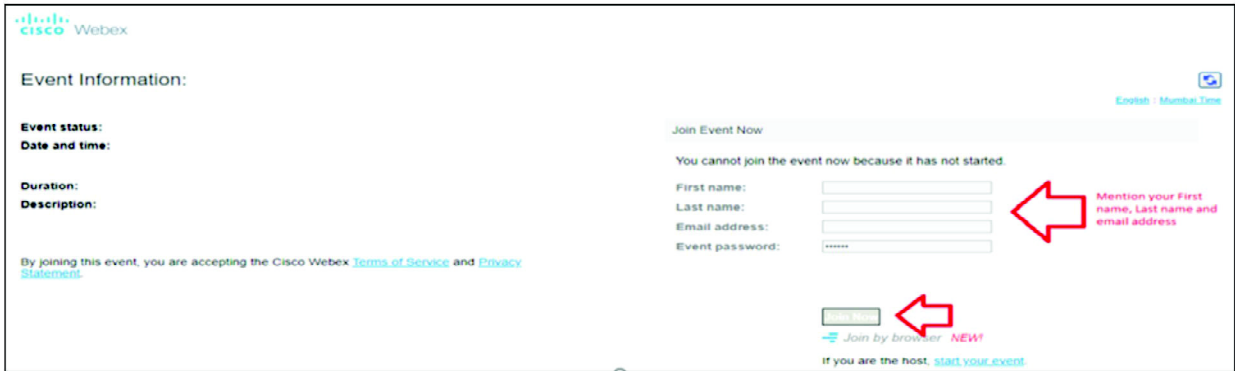 CISCO Webex
Event Information:
English | Mumbai Time
Event status:
Date and time:
Duration:
Description:
By joining this event, you are accepting the Cisco Webex Terms of Service and Privacy
Statement.
Join Event Now
You cannot join the event now because it has not started.
First name:
Last name:
Email address:
Event password:
••••••
Mention your First
name, Last name and
email address
Join Now
Join by browser NEW!
If you are the host, start your event.